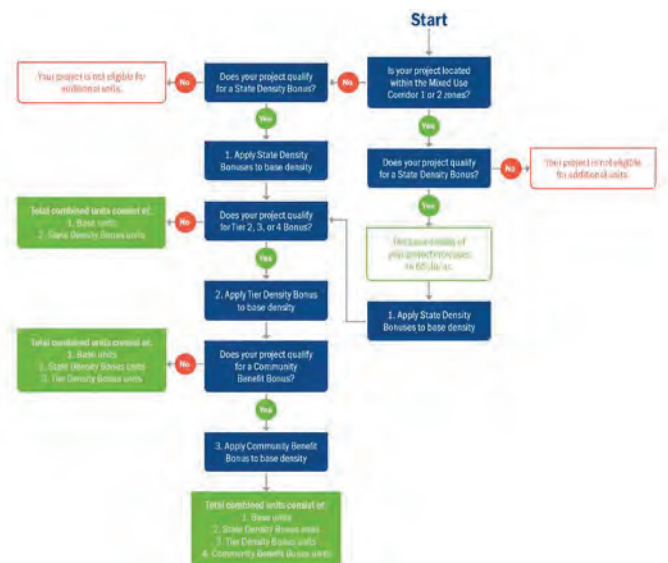 Start
Your project is not eligible for
additional units.
No
Does your project qualify
for a State Density Bonus?
No
Is your project located
within the Mixed Use
Corridor 1 or 2 zones?
Yes
Yes
1. Apply State Density
Bonuses to base density
Does your project qualify
for a State Density Bonus?
No
Your project is not eligible
for additional units.
Total combined units consist of:
1. Base units
2. State Density Bonus units
No
Does your project qualify
for Tier 2, 3, or 4 Bonus?
Yes
The base density of
your project increases
Yes
2. Apply Tier Density Bonus
to base density
1. Apply State Density
Bonuses to base density
Total combined units consist of:
1. Base units
2. State Density Bonus units
3. Tier Density Bonus units
No
Does your project qualify
for a Community
Benefit Bonus?
Yes
3. Apply Community Benefit
Bonus to base density
Total combined units consist of:
1. Base units
2. State Density Bonus units
3. Tier Density Bonus units
4. Community Benefit Bonus units